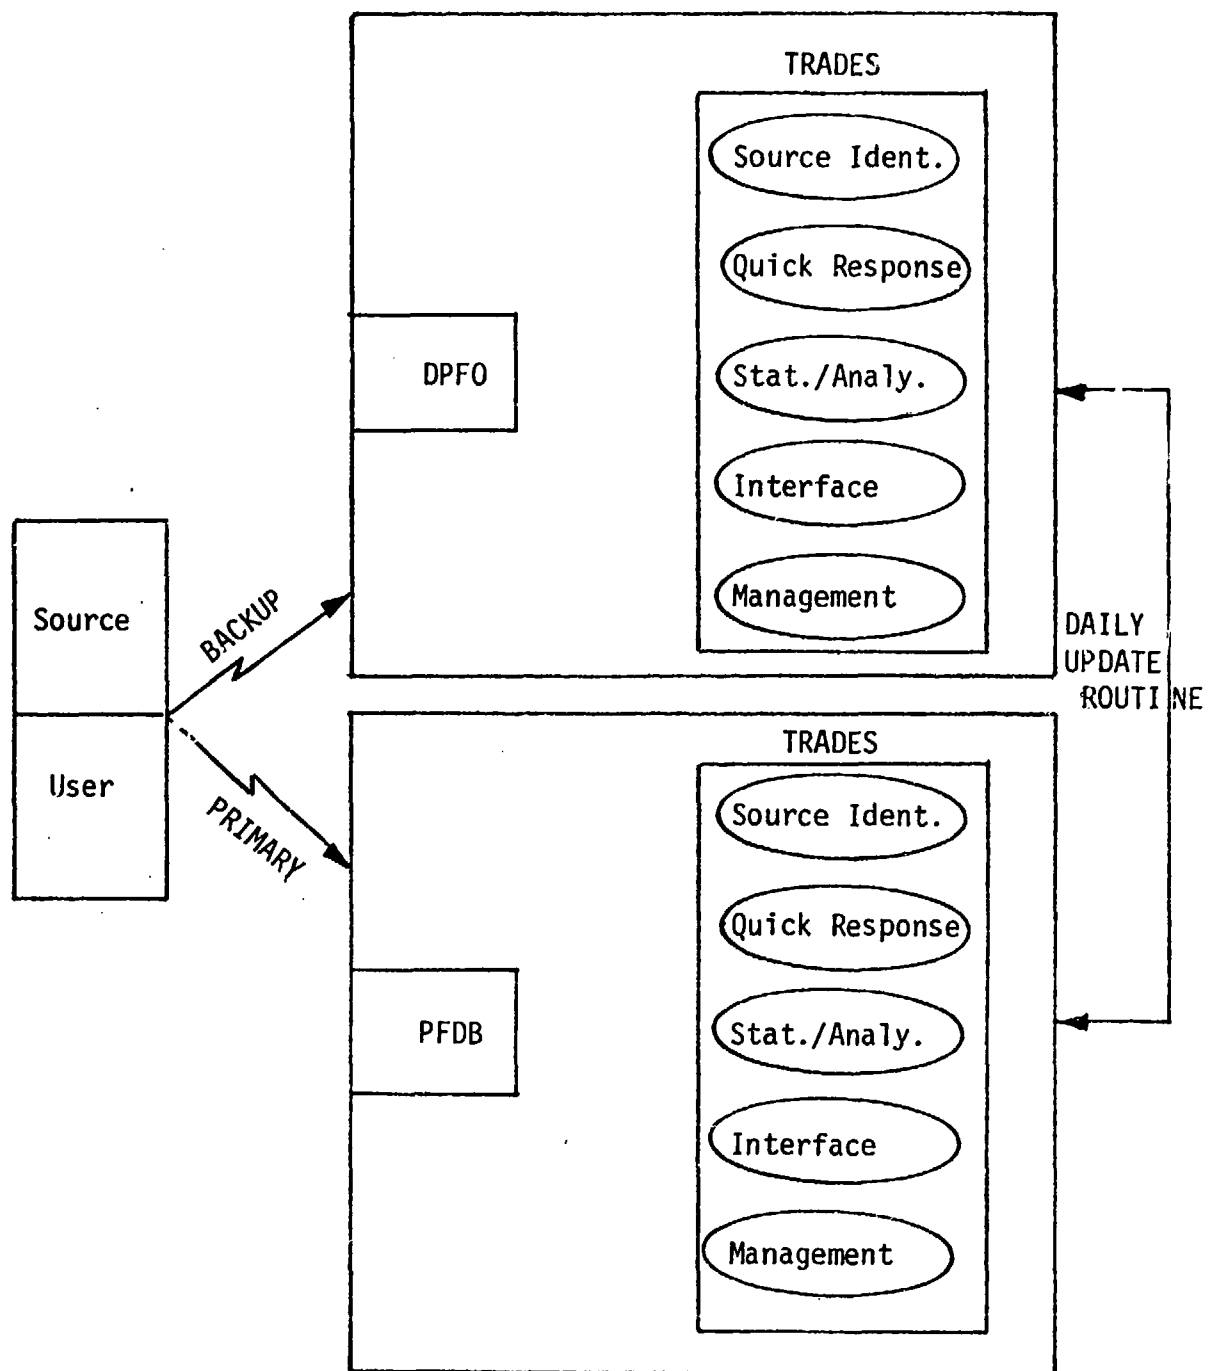 TRADES
Source Ident.
Quick Response
Stat./Analy.
Interface
Management
DPFO
Source
User
BACKUP
PRIMARY
DAILY
UPDATE
ROUTINE
TRADES
Source Ident.
Quick Response
Stat./Analy.
Interface
Management
PFDB